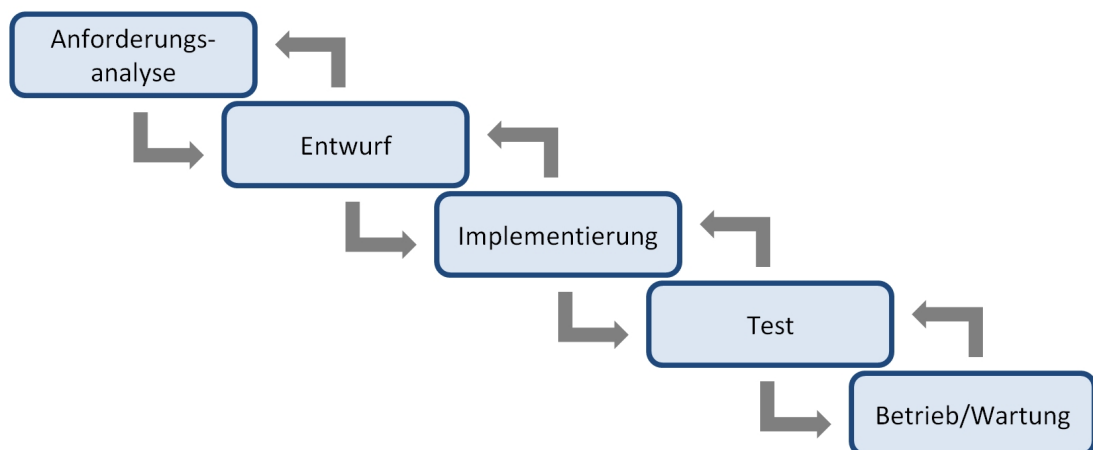 Anforderungs-
analyse
Entwurf
Implementierung
Test
Betrieb/Wartung